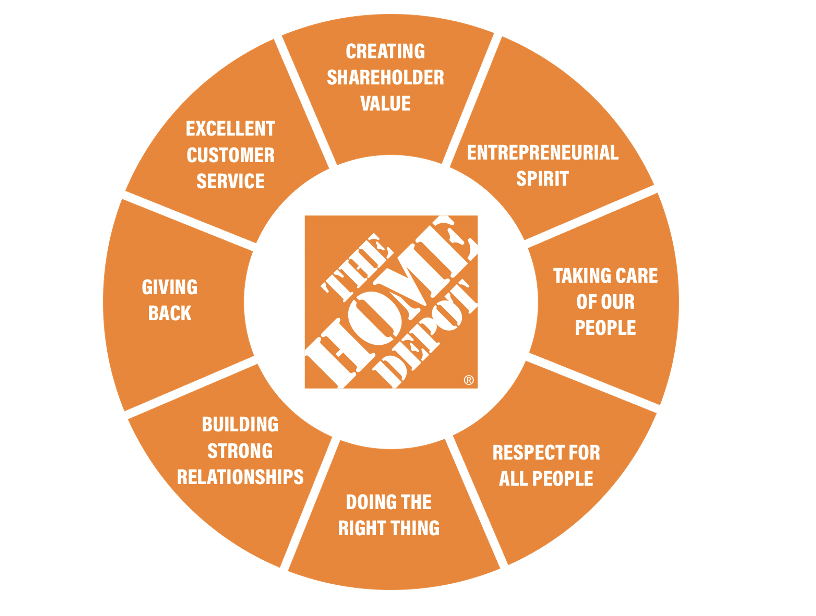 CREATING
SHAREHOLDER
VALUE
ENTREPRENEURIAL
SPIRIT
TAKING CARE
OF OUR
PEOPLE
RESPECT FOR
ALL PEOPLE
DOING THE
RIGHT THING
BUILDING
STRONG
RELATIONSHIPS
GIVING
BACK
EXCELLENT
CUSTOMER
SERVICE
THE
HOME
DEPOT
®